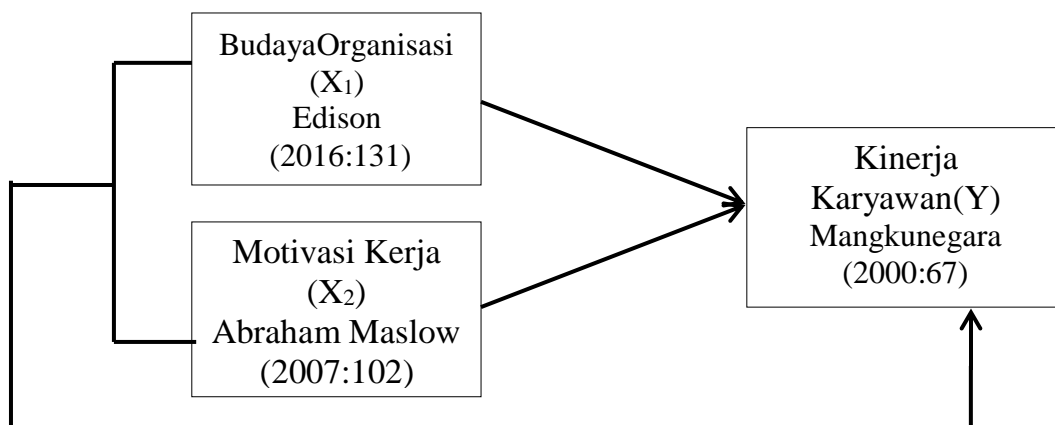 BudayaOrganisasi
(X₁)
Edison
(2016:131)
Motivasi Kerja
(X₂)
Abraham Maslow
(2007:102)
Kinerja
Karyawan(Y)
Mangkunegara
(2000:67)